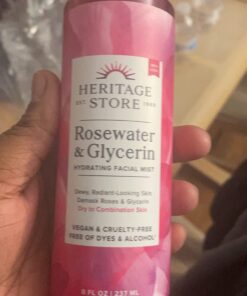 HERITAGE
EST STORE 1969
Rosewater
& Glycerin
HYDRATING FACIAL MIST
Dewy, Radiant-Looking Skin
Damask Roses & Glycerin
Dry to Combination Skin
VEGAN & CRUELTY-FREE
FREE OF DYES & ALCOHOL
8 FL OZ | 237 ML